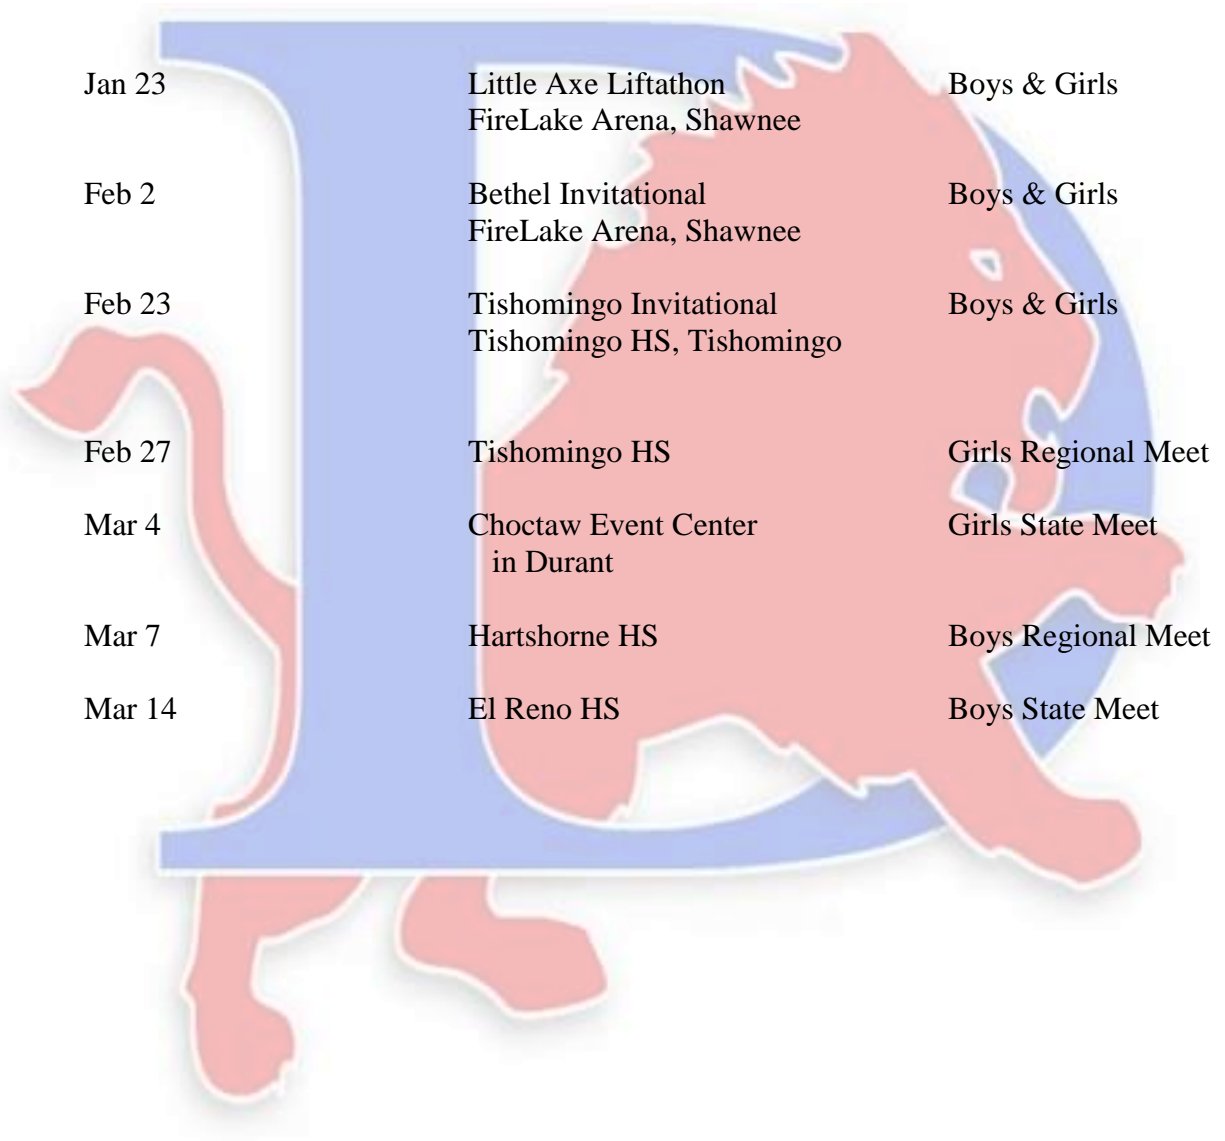 Jan 23 Little Axe Liftathon Boys & Girls
FireLake Arena, Shawnee
Feb 2 Bethel Invitational Boys & Girls
FireLake Arena, Shawnee
Feb 23 Tishomingo Invitational Boys & Girls
Tishomingo HS, Tishomingo
Feb 27 Tishomingo HS Girls Regional Meet
Mar 4 Choctaw Event Center Girls State Meet
in Durant
Mar 7 Hartshorne HS Boys Regional Meet
Mar 14 El Reno HS Boys State Meet
D